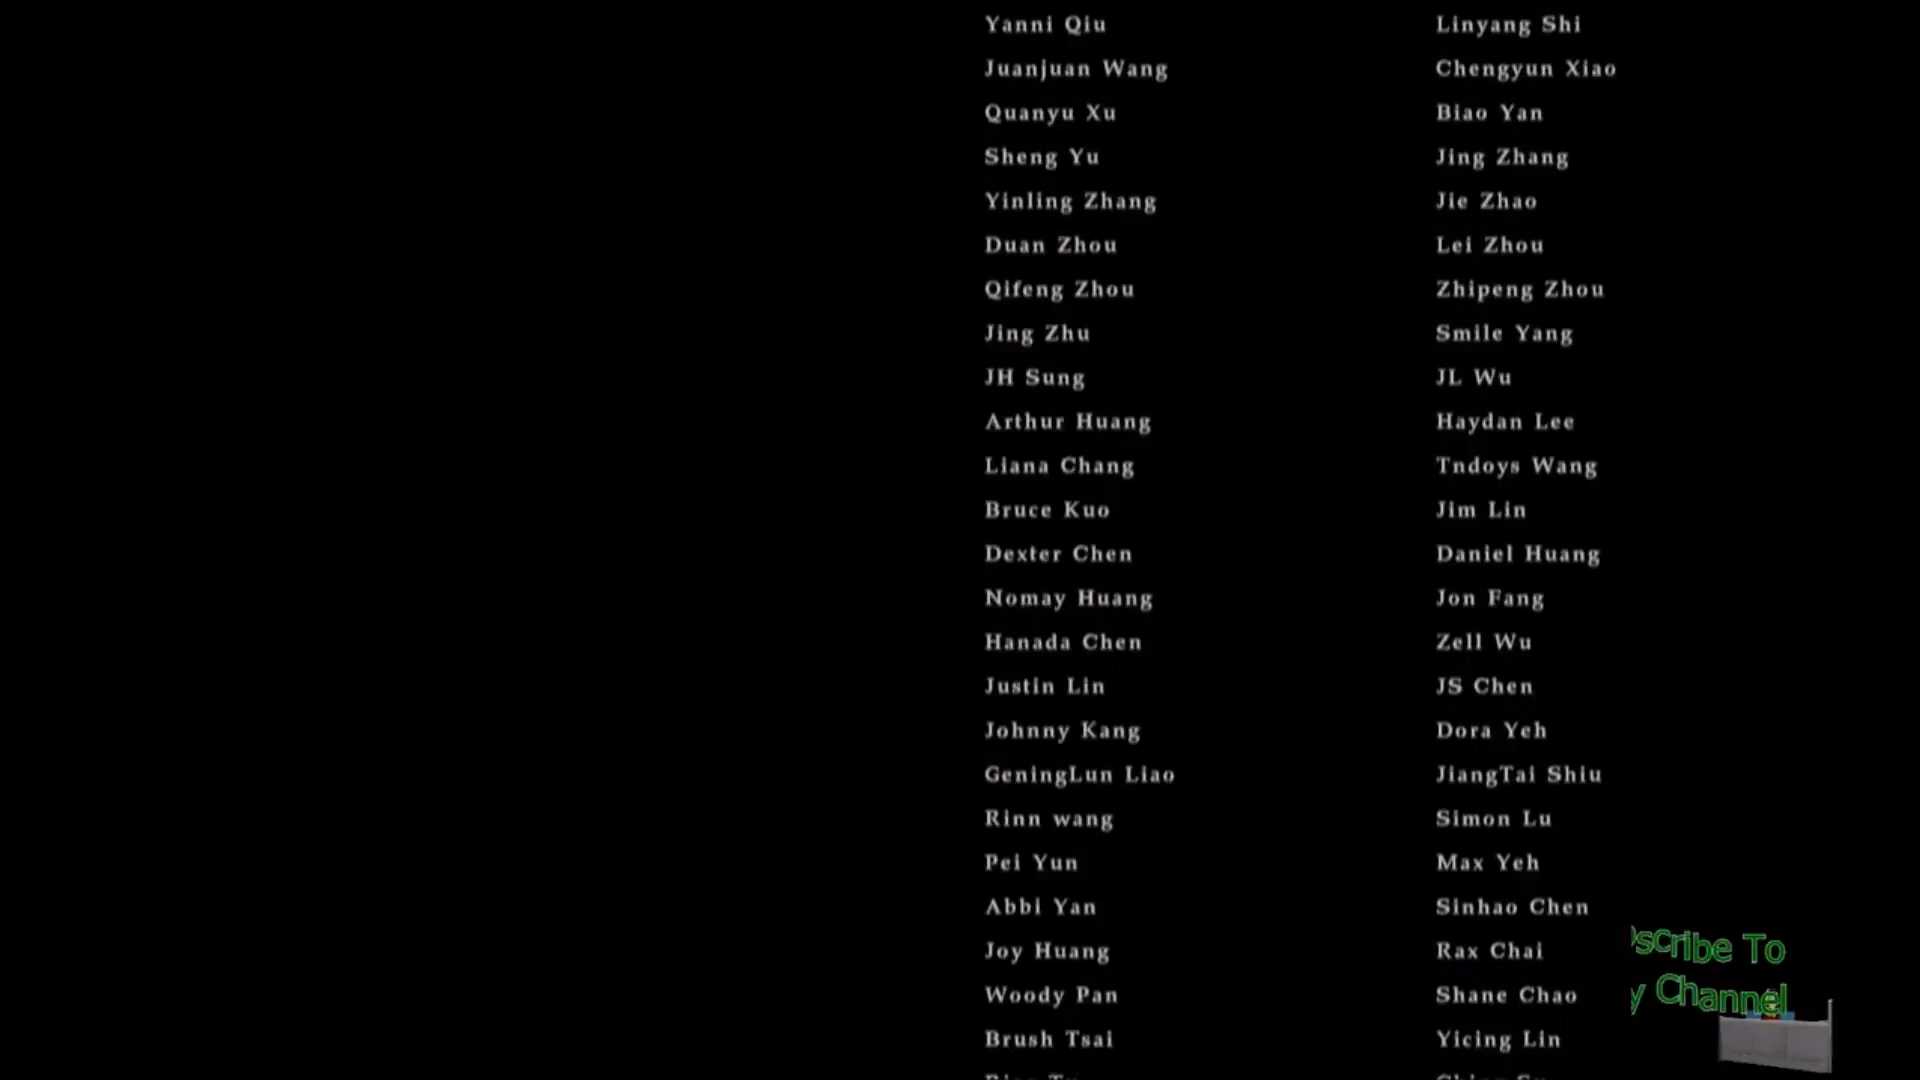 Yanni Qiu Linyang Shi
Juanjuan Wang Chengyun Xiao
Quanyu Xu Biao Yan
Sheng Yu Jing Zhang
Yinling Zhang Jie Zhao
Duan Zhou Lei Zhou
Qifeng Zhou Zhipeng Zhou
Jing Zhu Smile Yang
JH Sung JL Wu
Arthur Huang Haydan Lee
Liana Chang Tndoys Wang
Bruce Kuo Jim Lin
Dexter Chen Daniel Huang
Nomay Huang Jon Fang
Hanada Chen Zell Wu
Justin Lin JS Chen
Johnny Kang Dora Yeh
GeningLun Liao JiangTai Shiu
Rinn wang Simon Lu
Pei Yun Max Yeh
Abbi Yan Sinhao Chen
Joy Huang Rax Chai
Woody Pan Shane Chao
Brush Tsai Yicing Lin
scribe To
y Channel